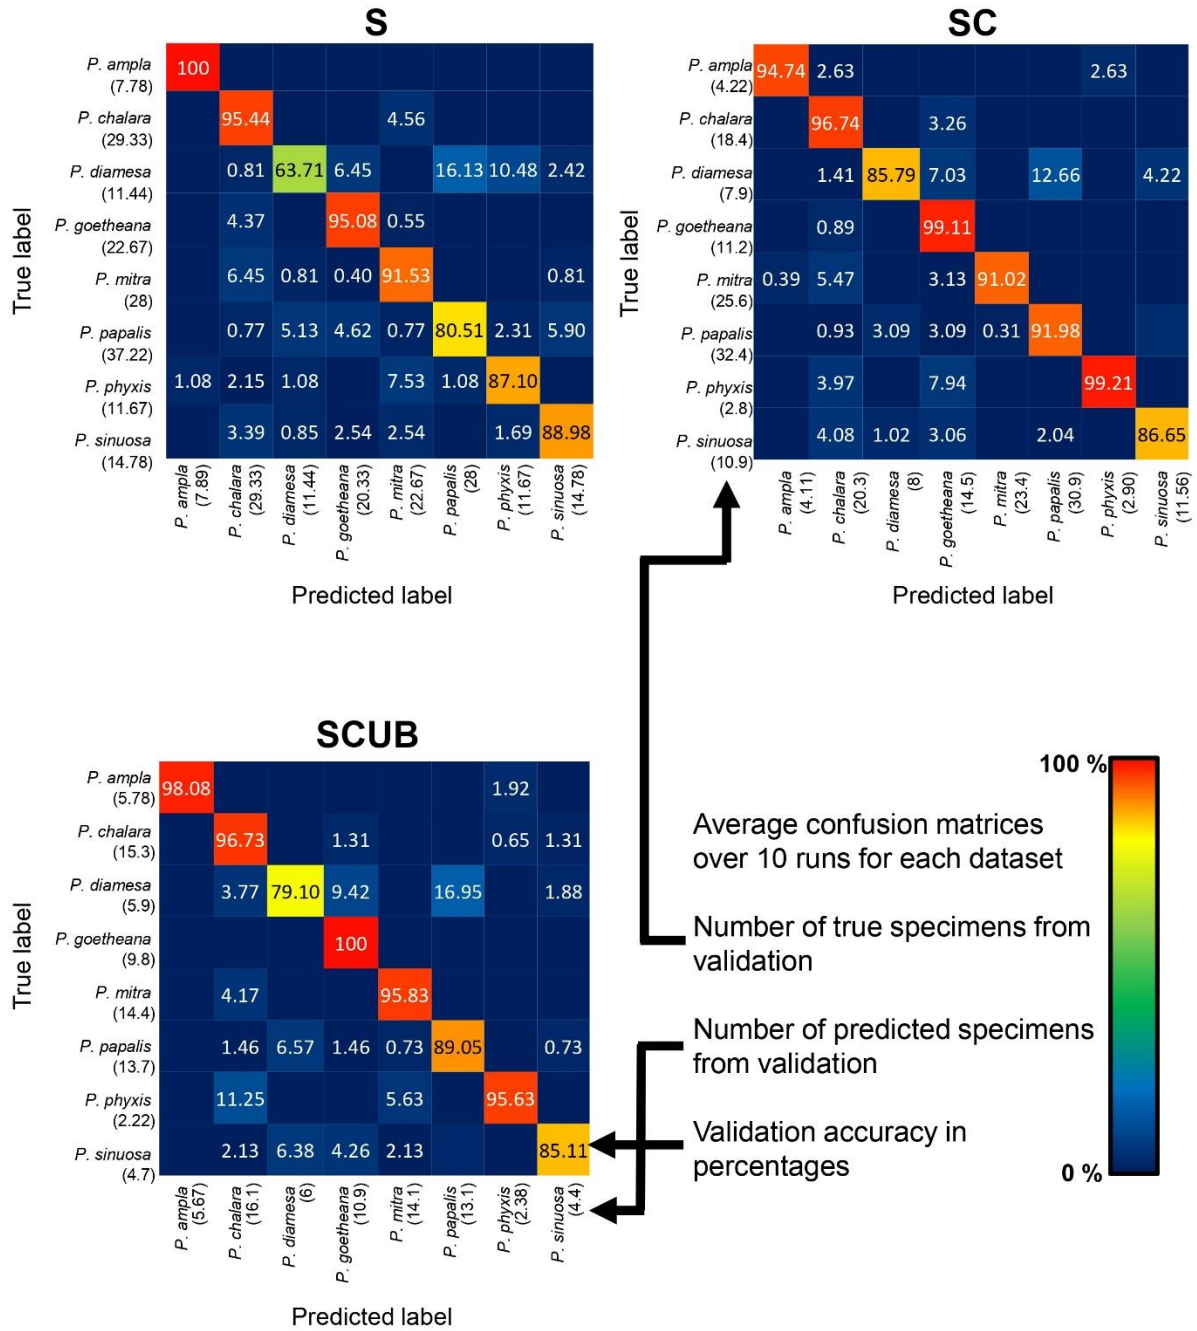 S
P. ampla
(7.78)
100
P. chalara
(29.33)
95.44 4.56
P. diamesa
(11.44)
0.81 63.71 6.45 16.13 10.48 2.42
P. goetheana
(22.67)
4.37 95.08 0.55
P. mitra
(28)
6.45 0.81 0.40 91.53 0.81
P. papalis
(37.22)
0.77 5.13 4.62 0.77 80.51 2.31 5.90
P. phyxis
(11.67)
1.08 2.15 1.08 7.53 1.08 87.10
P. sinuosa
(14.78)
3.39 0.85 2.54 2.54 1.69 88.98
True label
P. ampla
(7.89)
P. chalara
(29.33)
P. diamesa
(11.44)
P. goetheana
(20.33)
P. mitra
(22.67)
P. papalis
(28)
P. phyxis
(11.67)
P. sinuosa
(14.78)
Predicted label
SC
P. ampla
(4.22)
94.74 2.63 2.63
P. chalara
(18.4)
96.74 3.26
P. diamesa
(7.9)
1.41 85.79 7.03 12.66 4.22
P. goetheana
(11.2)
0.89 99.11
P. mitra
(25.6)
0.39 5.47 3.13 91.02
P. papalis
(32.4)
0.93 3.09 3.09 0.31 91.98
P. phyxis
(2.8)
3.97 7.94 99.21
P. sinuosa
(10.9)
4.08 1.02 3.06 2.04 86.65
True label
P. ampla
(4.11)
P. chalara
(20.3)
P. diamesa
(8)
P. goetheana
(14.5)
P. mitra
(23.4)
P. papalis
(30.9)
P. phyxis
(2.90)
P. sinuosa
(11.56)
Predicted label
SCUB
P. ampla
(5.78)
98.08 1.92
P. chalara
(15.3)
96.73 1.31 0.65 1.31
P. diamesa
(5.9)
3.77 79.10 9.42 16.95 1.88
P. goetheana
(9.8)
100
P. mitra
(14.4)
4.17 95.83
P. papalis
(13.7)
1.46 6.57 1.46 0.73 89.05 0.73
P. phyxis
(2.22)
11.25 5.63 95.63
P. sinuosa
(4.7)
2.13 6.38 4.26 2.13 85.11
True label
P. ampla
(5.67)
P. chalara
(16.1)
P. diamesa
(6)
P. goetheana
(10.9)
P. mitra
(14.1)
P. papalis
(13.1)
P. phyxis
(2.38)
P. sinuosa
(4.4)
Predicted label
Average confusion matrices
over 10 runs for each dataset
Number of true specimens from
validation
Number of predicted specimens
from validation
Validation accuracy in
percentages
100 %
0 %